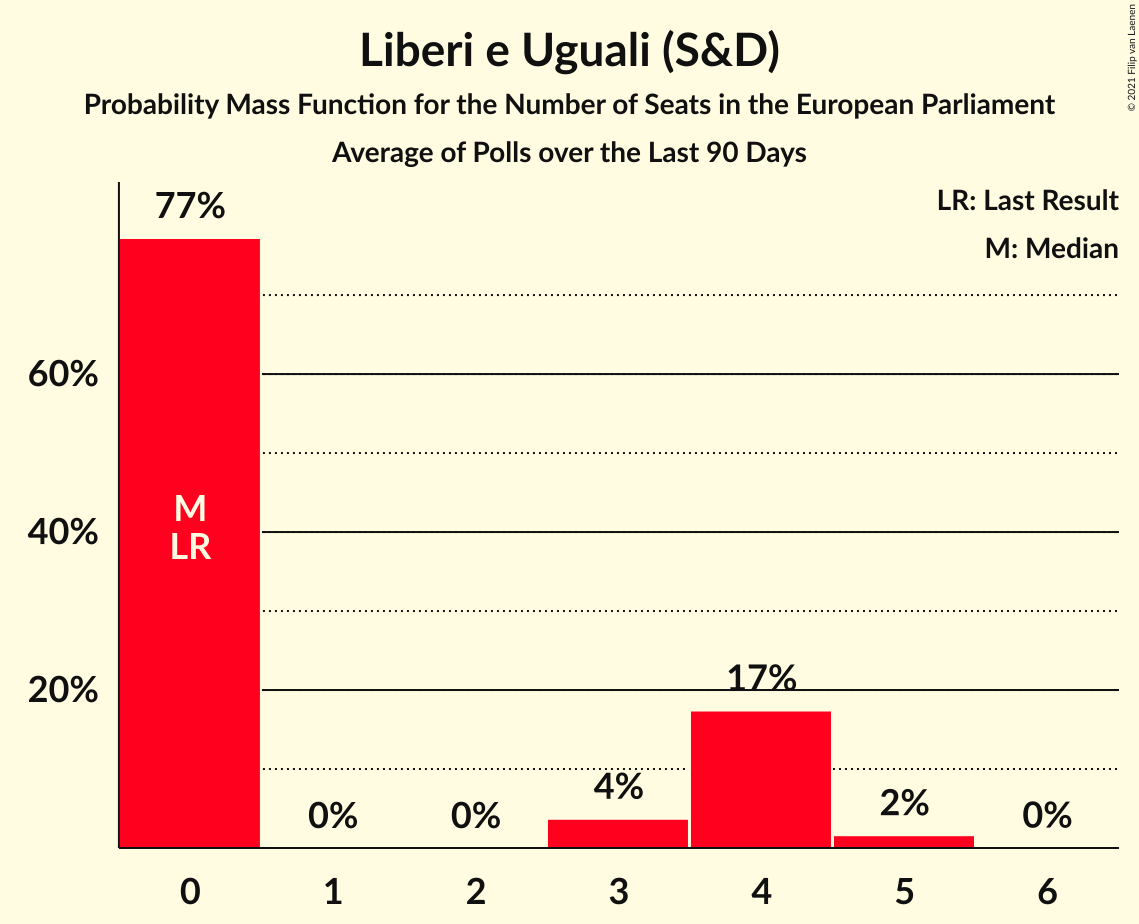 Liberi e Uguali (S&D)
Probability Mass Function for the Number of Seats in the European Parliament
Average of Polls over the Last 90 Days
© 2021 Filip van Laenen
LR: Last Result
M: Median
77%
60%
40%
20%
M
LR
0%
0%
4%
17%
2%
0%
0
1
2
3
4
5
6